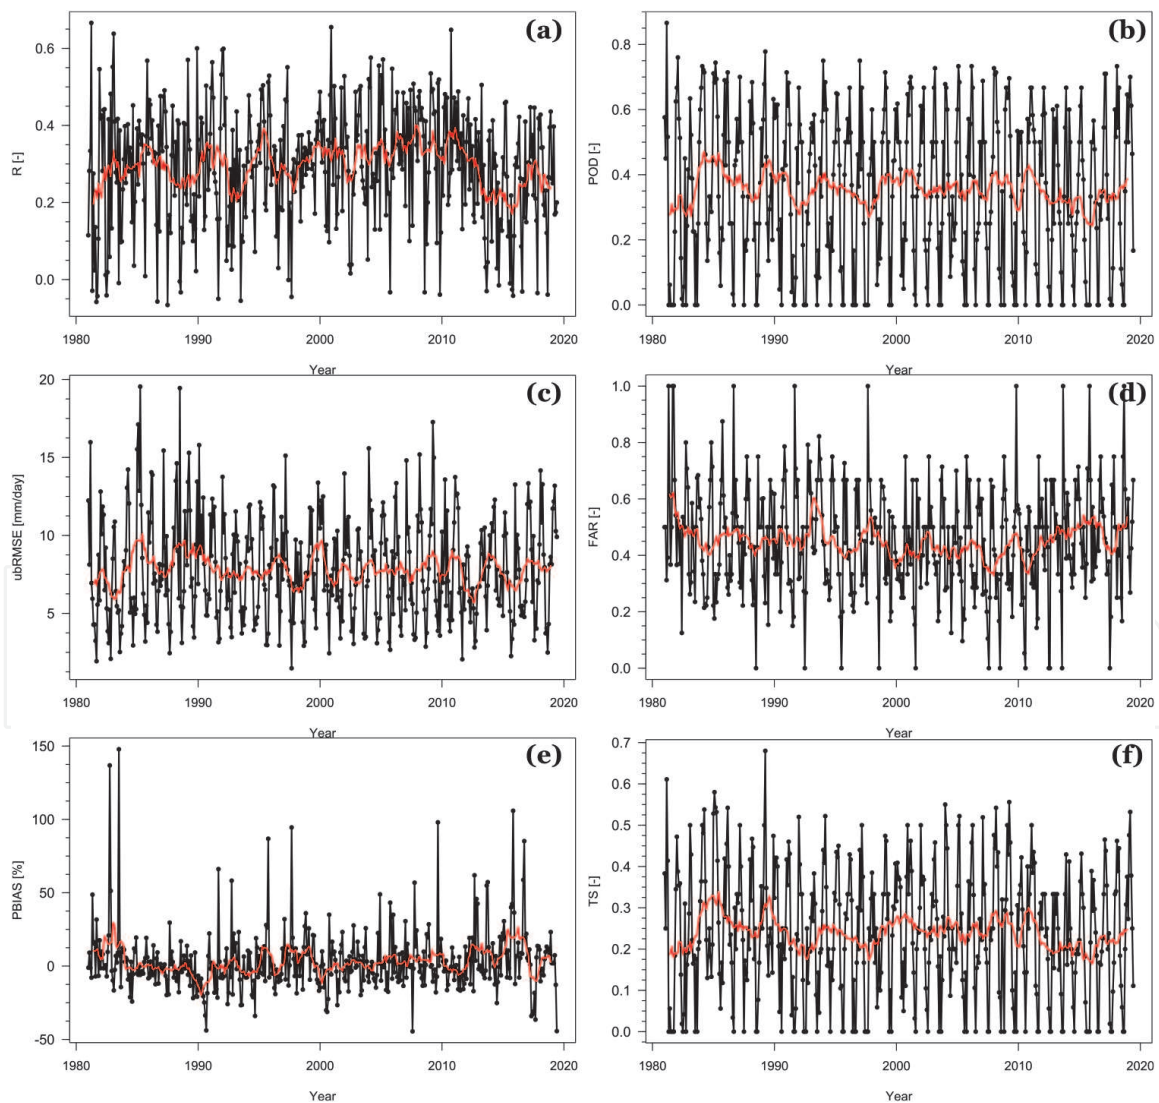 (a)
R [-]
0.6
0.4
0.2
0.0
1980 1990 2000 2010 2020
Year
(b)
POD [-]
0.8
0.6
0.4
0.2
0.0
1980 1990 2000 2010 2020
Year
(c)
ubRMSE [mm/day]
20
15
10
5
1980 1990 2000 2010 2020
Year
(d)
FAR [-]
1.0
0.8
0.6
0.4
0.2
0.0
1980 1990 2000 2010 2020
Year
(e)
PBIAS [%]
150
100
50
0
-50
1980 1990 2000 2010 2020
Year
(f)
TS [-]
0.7
0.6
0.5
0.4
0.3
0.2
0.1
0.0
1980 1990 2000 2010 2020
Year